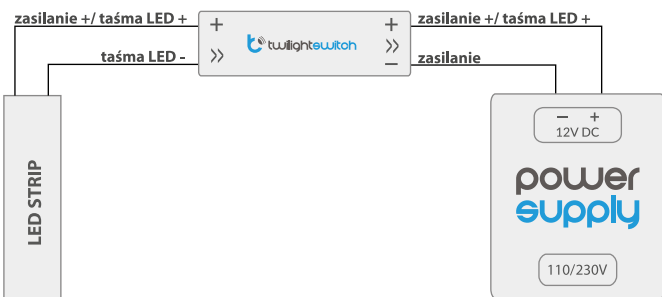 zasilanie +/ taśma LED +
taśma LED -
+
>>
twilightswitch
+
>>
−
zasilanie +/ taśma LED +
zasilanie
LED STRIP
− +
12V DC
power
supply
110/230V